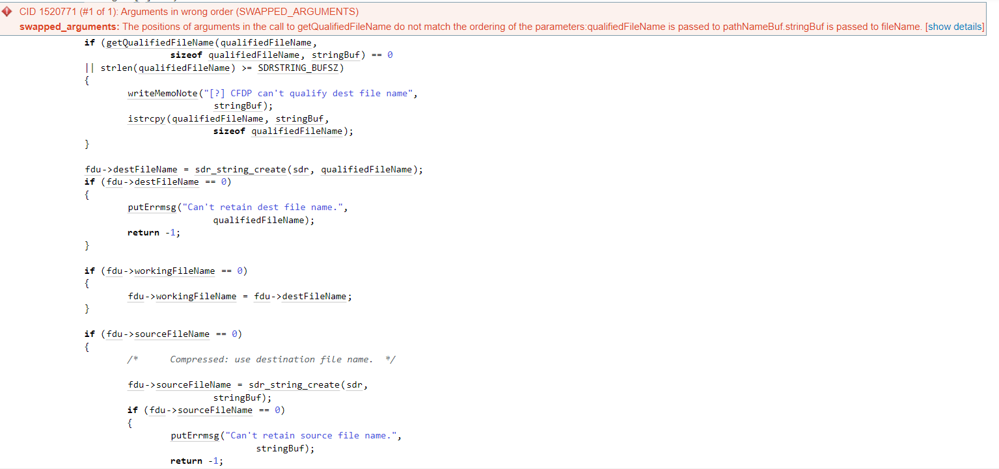 CID 1520771 (#1 of 1): Arguments in wrong order (SWAPPED_ARGUMENTS)
swapped_arguments: The positions of arguments in the call to getQualifiedFileName do not match the ordering of the parameters:qualifiedFileName is passed to pathNameBuf.stringBuf is passed to fileName. [show details]
if (getQualifiedFileName(qualifiedFileName,
sizeof qualifiedFileName, stringBuf) == 0
|| strlen(qualifiedFileName) >= SDRSTRING_BUFSZ)
{
writeMemoNote("[?] CFDP can't qualify dest file name",
stringBuf);
istrcpy(qualifiedFileName, stringBuf,
sizeof qualifiedFileName);
}
fdu->destFileName = sdr_string_create(sdr, qualifiedFileName);
if (fdu->destFileName == 0)
{
putErrmsg("Can't retain dest file name.",
qualifiedFileName);
return -1;
}
if (fdu->workingFileName == 0)
{
fdu->workingFileName = fdu->destFileName;
}
if (fdu->sourceFileName == 0)
{
/* Compressed: use destination file name. */
fdu->sourceFileName = sdr_string_create(sdr,
stringBuf);
if (fdu->sourceFileName == 0)
{
putErrmsg("Can't retain source file name.",
stringBuf);
return -1;